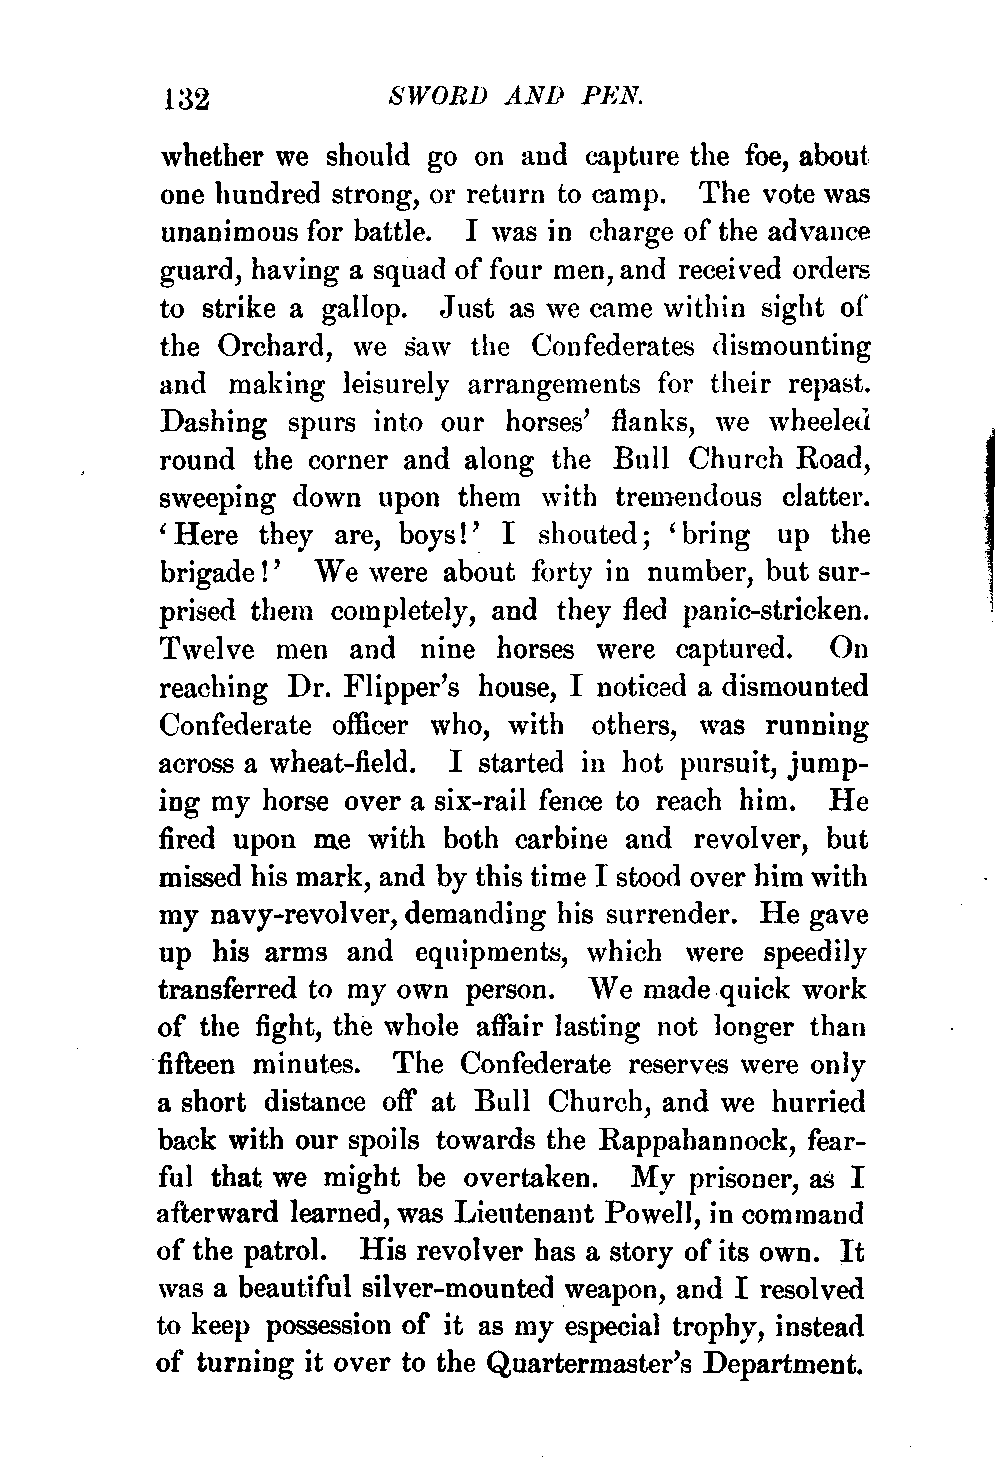 132 SWORD AND PEN.
whether we should go on and capture the foe, about
one hundred strong, or return to camp. The vote was
unanimous for battle. I was in charge of the advance
guard, having a squad of four men, and received orders
to strike a gallop. Just as we came within sight of
the Orchard, we saw the Confederates dismounting
and making leisurely arrangements for their repast.
Dashing spurs into our horses' flanks, we wheeled
round the corner and along the Bull Church Road,
sweeping down upon them with tremendous clatter.
'Here they are, boys!' I shouted; 'bring up the
brigade!' We were about forty in number, but sur-
prised them completely, and they fled panic-stricken.
Twelve men and nine horses were captured. On
reaching Dr. Flipper's house, I noticed a dismounted
Confederate officer who, with others, was running
across a wheat-field. I started in hot pursuit, jump-
ing my horse over a six-rail fence to reach him. He
fired upon me with both carbine and revolver, but
missed his mark, and by this time I stood over him with
my navy-revolver, demanding his surrender. He gave
up his arms and equipments, which were speedily
transferred to my own person. We made quick work
of the fight, the whole affair lasting not longer than
fifteen minutes. The Confederate reserves were only
a short distance off at Bull Church, and we hurried
back with our spoils towards the Rappahannock, fear-
ful that we might be overtaken. My prisoner, as I
afterward learned, was Lieutenant Powell, in command
of the patrol. His revolver has a story of its own. It
was a beautiful silver-mounted weapon, and I resolved
to keep possession of it as my especial trophy, instead
of turning it over to the Quartermaster's Department.